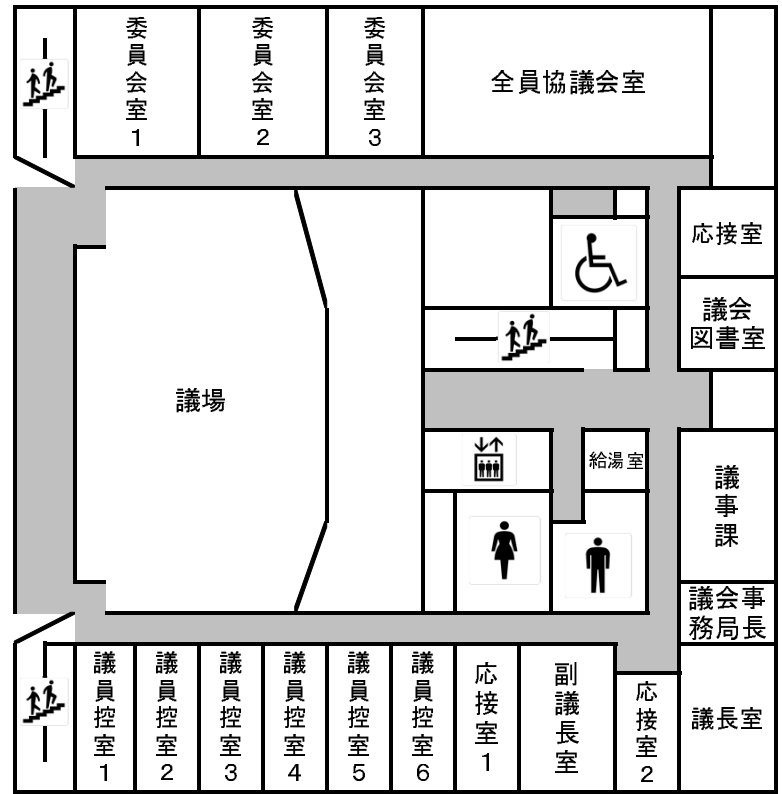 委員会室1
委員会室2
委員会室3
全員協議会室
応接室
議会
図書室
議場
給湯室
議事課
議会事
務局長
議員控室1
議員控室2
議員控室3
議員控室4
議員控室5
議員控室6
応接室1
副議長室
応接室2
議長室